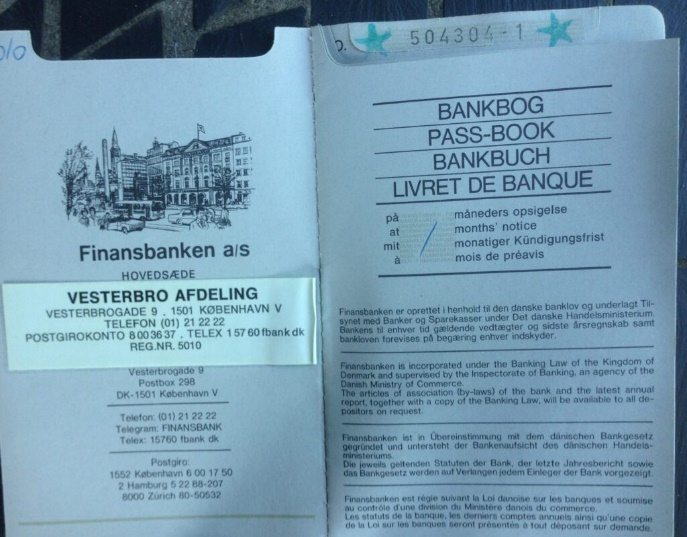 Finansbanken a/s
HOVEDSÆDE
VESTERBRO AFDELING
VESTERBROGADE 9 . 1501 KØBENHAVN V
TELEFON (01) 21 22 22
POSTGIROKONTO 8 00 36 37 . TELEX 1 57 60 fbank dk
REG.NR. 5010
Vesterbrogade 9
Postbox 298
DK-1501 København V
Telefon: (01) 21 22 22
Telegram: FINANSBANK
Telex: 15760 fbank dk
Postgiro:
1552 København 6 00 17 50
2 Hamburg 5 22 88-207
8000 Zürich 80-50532
504304-1
BANKBOG
PASS-BOOK
BANKBUCH
LIVRET DE BANQUE
på / måneders opsigelse
at months' notice
mit monatiger Kündigungsfrist
à mois de préavis
Finansbanken er oprettet i henhold til den danske banklov og underlagt Til-
synet med Banker og Sparekasser under Det danske Handelsministerium.
Bankens til enhver tid gældende vedtægter og sidste årsregnskab samt
bankloven forevises på begæring enhver indskyder.
Finansbanken is incorporated under the Banking Law of the Kingdom of
Denmark and supervised by the Inspectorate of Banking, an agency of the
Danish Ministry of Commerce.
The articles of association (by-laws) of the bank and the latest annual
report, together with a copy of the Banking Law, will be available to all de-
positors on request.
Finansbanken ist in Übereinstimmung mit dem dänischen Bankgesetz
gegründet und untersteht der Bankenaufsicht des dänischen Handels-
ministeriums.
Die jeweils geltenden Statuten der Bank, der letzte Jahresbericht sowie
das Bankgesetz werden auf Verlangen jedem Einleger der Bank vorgezeigt.
Finansbanken est régie suivant la Loi danoise sur les banques et soumise
au contrôle d'une division du Ministère danois du commerce.
Les statuts de la banque, les derniers comptes annuels ainsi qu'une copie
de la Loi sur les banques seront présentés à tout déposant sur demande.